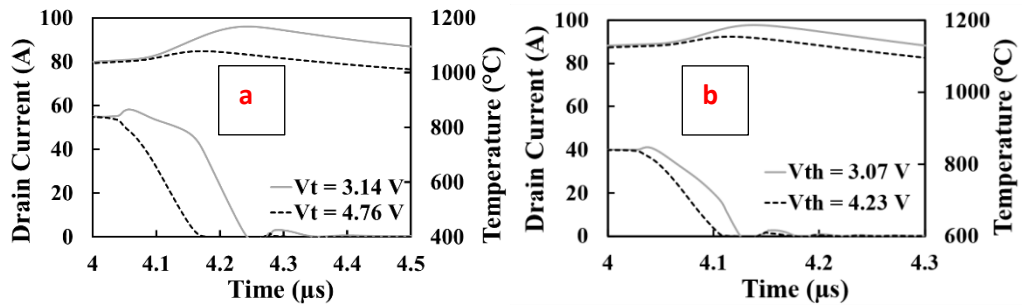 Drain Current (A)
100
80
60
40
20
0
a
Vt = 3.14 V
Vt = 4.76 V
1200
1000
800
600
400
Temperature (°C)
4 4.1 4.2 4.3 4.4 4.5
Time (μs)
Drain Current (A)
100
80
60
40
20
0
b
Vth = 3.07 V
Vth = 4.23 V
1200
1000
800
600
Temperature (°C)
4 4.1 4.2 4.3
Time (μs)